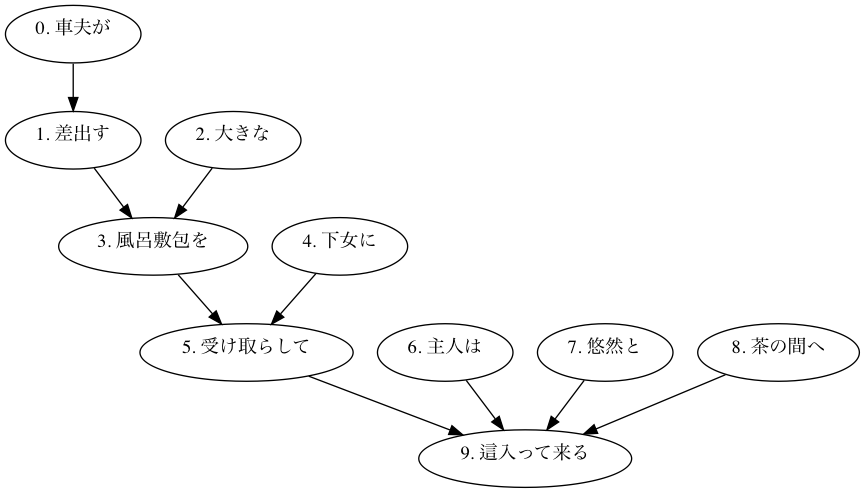 0. 車夫が
1. 差出す
2. 大きな
3. 風呂敷包を
4. 下女に
5. 受け取らして
6. 主人は
7. 悠然と
8. 茶の間へ
9. 這入って来る